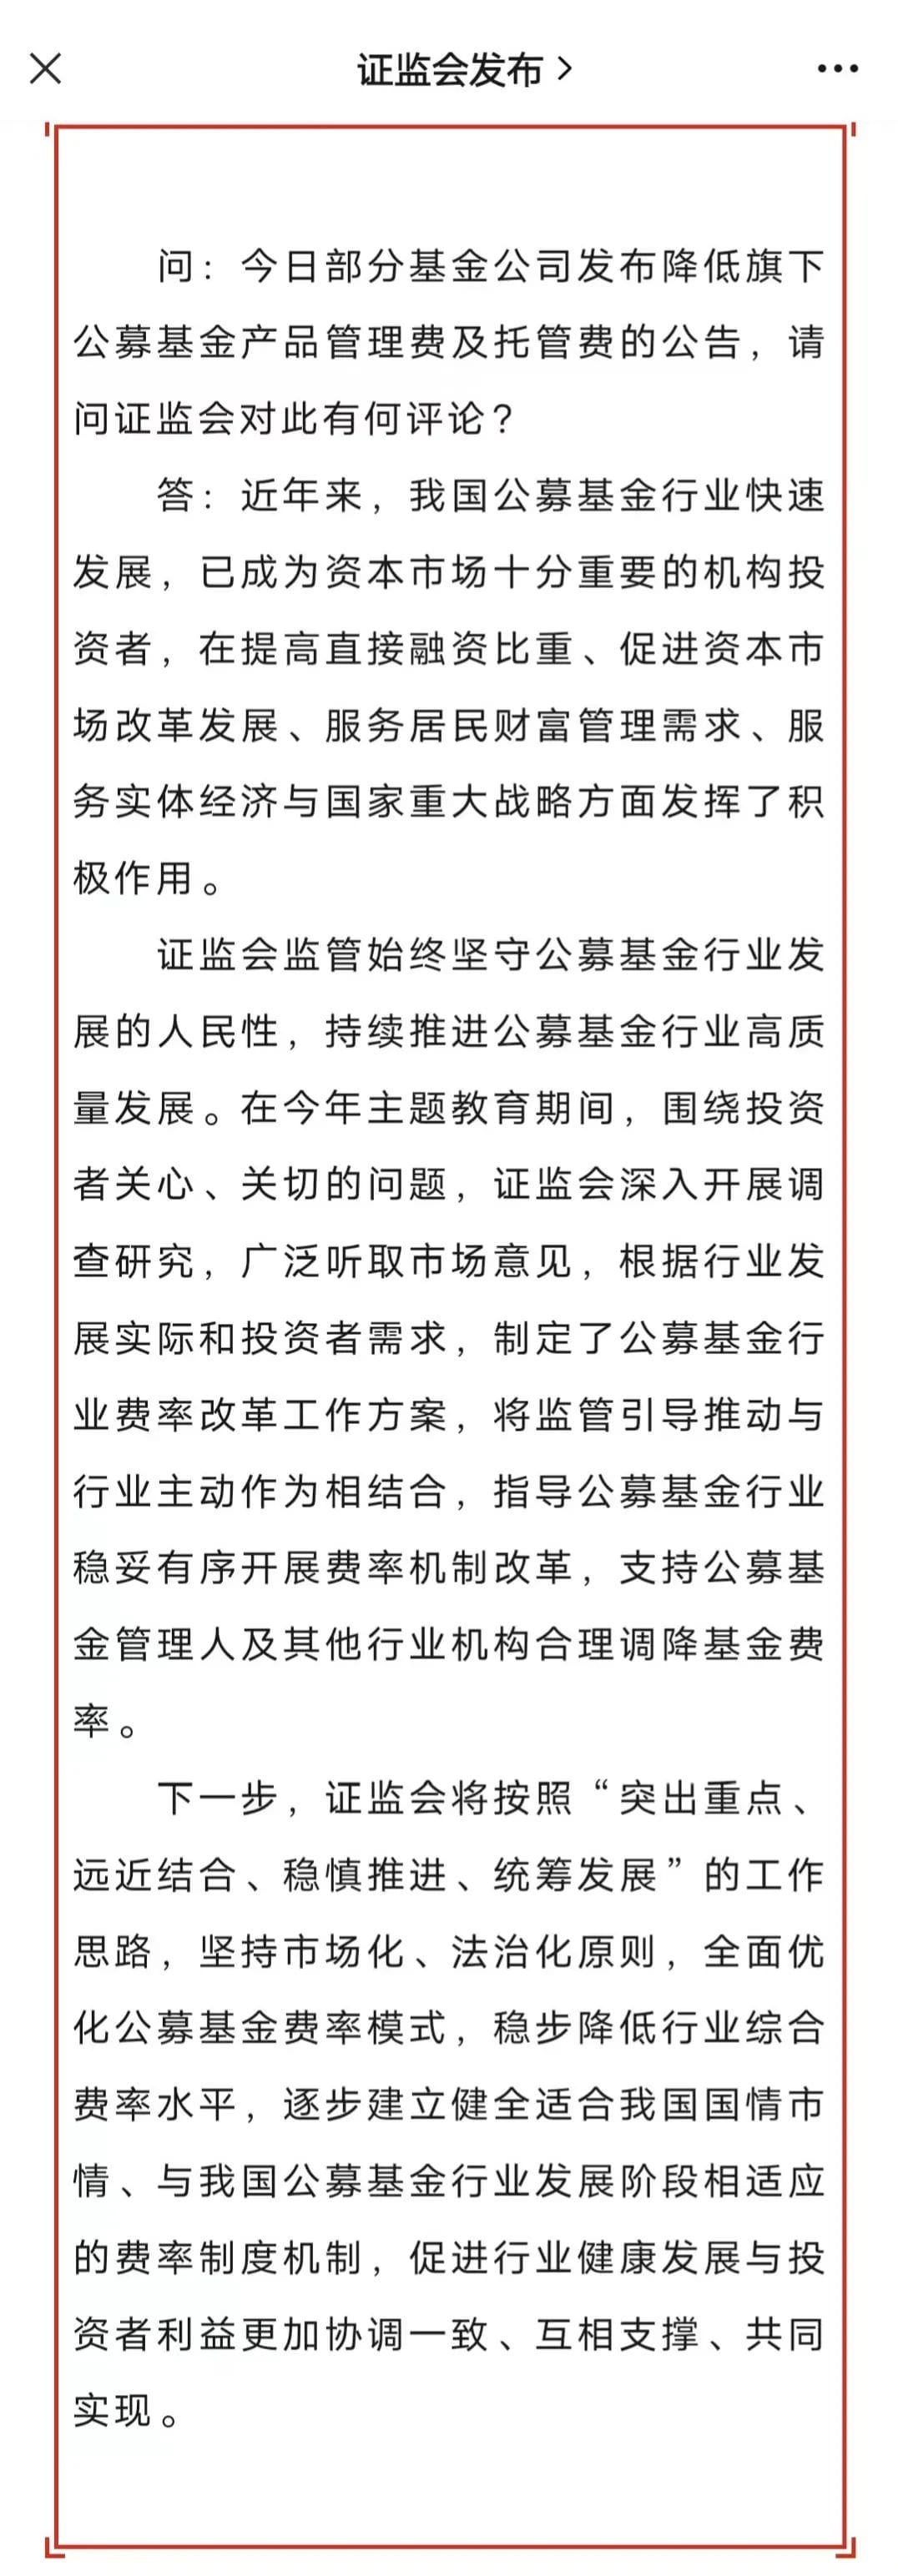 证监会发布
问：今日部分基金公司发布降低旗下
公募基金产品管理费及托管费的公告，请
问证监会对此有何评论？
答：近年来，我国公募基金行业快速
发展，已成为资本市场十分重要的机构投
资者，在提高直接融资比重、促进资本市
场改革发展、服务居民财富管理需求、服
务实体经济与国家重大战略方面发挥了积
极作用。
证监会监管始终坚守公募基金行业发
展的人民性，持续推进公募基金行业高质
量发展。在今年主题教育期间，围绕投资
者关心、关切的问题，证监会深入开展调
查研究，广泛听取市场意见，根据行业发
展实际和投资者需求，制定了公募基金行
业费率改革工作方案，将监管引导推动与
行业主动作为相结合，指导公募基金行业
稳妥有序开展费率机制改革，支持公募基
金管理人及其他行业机构合理调降基金费
率。
下一步，证监会将按照“突出重点、
远近结合、稳慎推进、统筹发展”的工作
思路，坚持市场化、法治化原则，全面优
化公募基金费率模式，稳步降低行业综合
费率水平，逐步建立健全适合我国国情市
情、与我国公募基金行业发展阶段相适应
的费率制度机制，促进行业健康发展与投
资者利益更加协调一致、互相支撑、共同
实现。